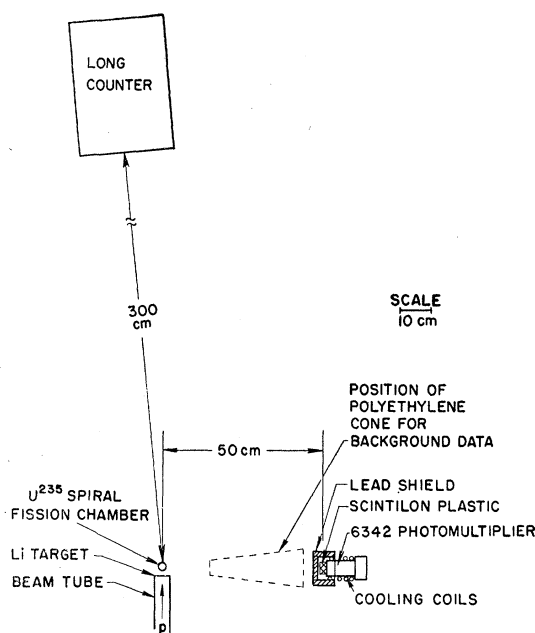 LONG
COUNTER
300
cm
SCALE
10 cm
POSITION OF
POLYETHYLENE
CONE FOR
BACKGROUND DATA
50 cm
LEAD SHIELD
SCINTILON PLASTIC
6342 PHOTOMULTIPLIER
COOLING COILS
U235 SPIRAL
FISSION CHAMBER
Li TARGET
BEAM TUBE
p